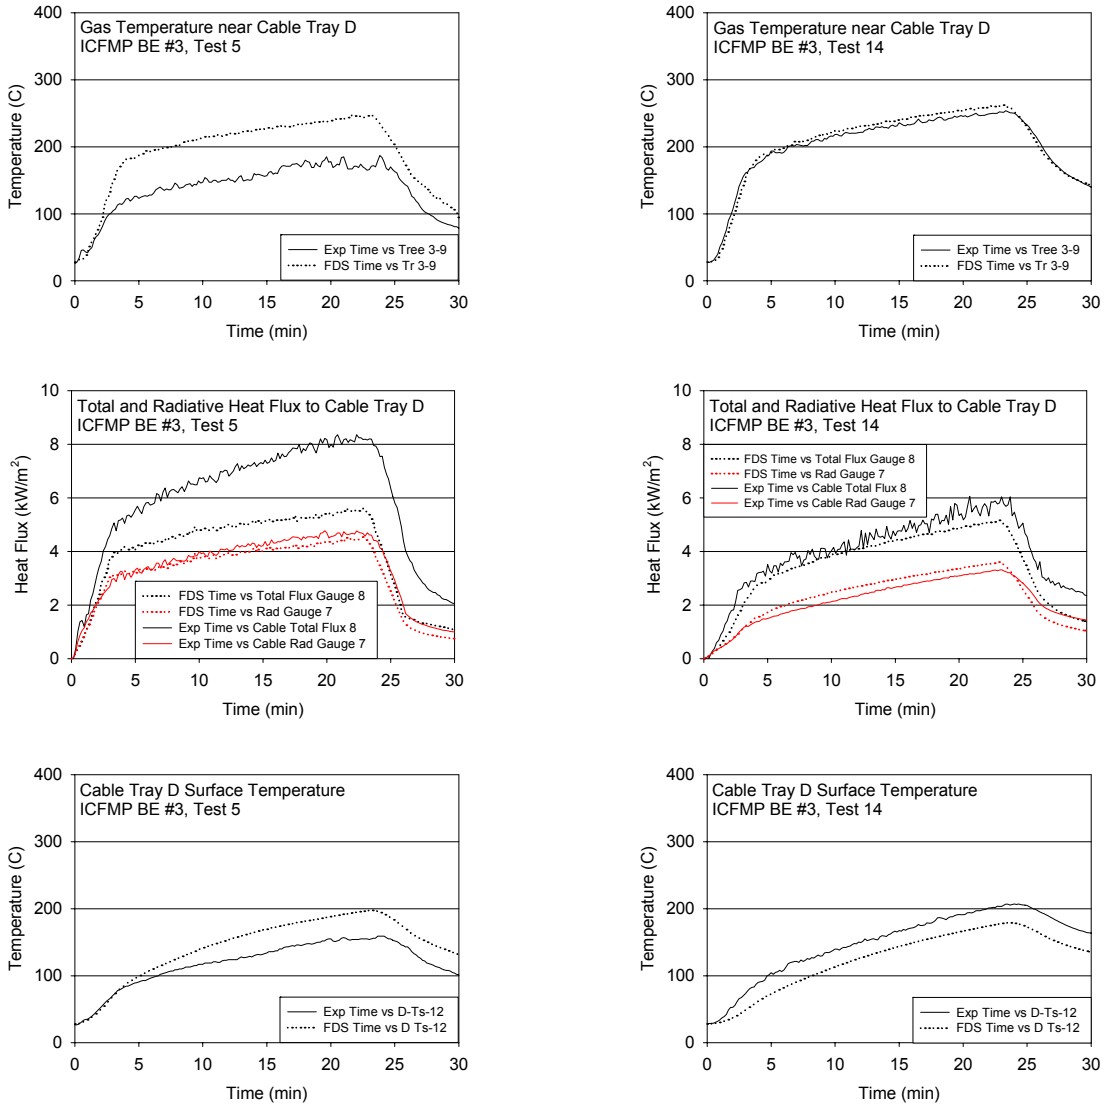 Gas Temperature near Cable Tray D
ICFMP BE #3, Test 5
Temperature (C)
400
300
200
100
0
Exp Time vs Tree 3-9
FDS Time vs Tr 3-9
0 5 10 15 20 25 30
Time (min)
Gas Temperature near Cable Tray D
ICFMP BE #3, Test 14
Temperature (C)
400
300
200
100
0
Exp Time vs Tree 3-9
FDS Time vs Tr 3-9
0 5 10 15 20 25 30
Time (min)
Total and Radiative Heat Flux to Cable Tray D
ICFMP BE #3, Test 5
Heat Flux (kW/m²)
10
8
6
4
2
0
FDS Time vs Total Flux Gauge 8
FDS Time vs Rad Gauge 7
Exp Time vs Cable Total Flux 8
Exp Time vs Cable Rad Gauge 7
0 5 10 15 20 25 30
Time (min)
Total and Radiative Heat Flux to Cable Tray D
ICFMP BE #3, Test 14
Heat Flux (kW/m²)
10
8
6
4
2
0
FDS Time vs Total Flux Gauge 8
FDS Time vs Rad Gauge 7
Exp Time vs Cable Total Flux 8
Exp Time vs Cable Rad Gauge 7
0 5 10 15 20 25 30
Time (min)
Cable Tray D Surface Temperature
ICFMP BE #3, Test 5
Temperature (C)
400
300
200
100
0
Exp Time vs D-Ts-12
FDS Time vs D Ts-12
0 5 10 15 20 25 30
Time (min)
Cable Tray D Surface Temperature
ICFMP BE #3, Test 14
Temperature (C)
400
300
200
100
0
Exp Time vs D-Ts-12
FDS Time vs D Ts-12
0 5 10 15 20 25 30
Time (min)